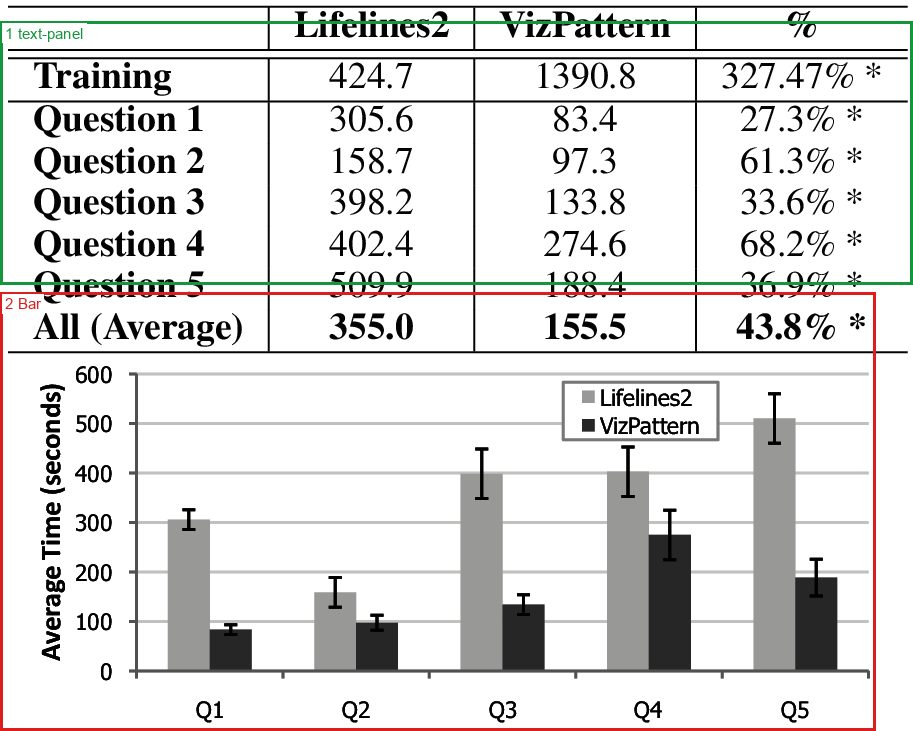 1 text-panel
Lifelines2 VizPattern %
Training 424.7 1390.8 327.47% *
Question 1 305.6 83.4 27.3% *
Question 2 158.7 97.3 61.3% *
Question 3 398.2 133.8 33.6% *
Question 4 402.4 274.6 68.2% *
Question 5 509.9 188.4 36.9% *
2 Bar
All (Average) 355.0 155.5 43.8% *
600
500
400
300
200
100
0
Average Time (seconds)
Lifelines2
VizPattern
Q1 Q2 Q3 Q4 Q5